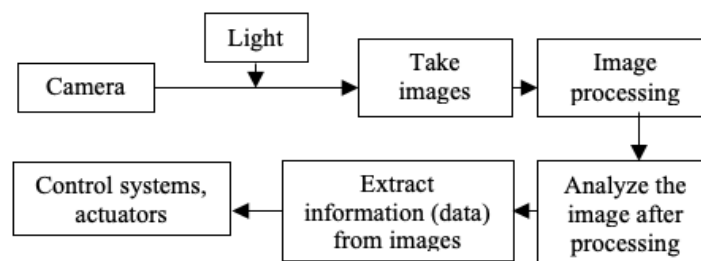 Light
Camera
Take
images
Image
processing
Analyze the
image after
processing
Extract
information (data)
from images
Control systems,
actuators